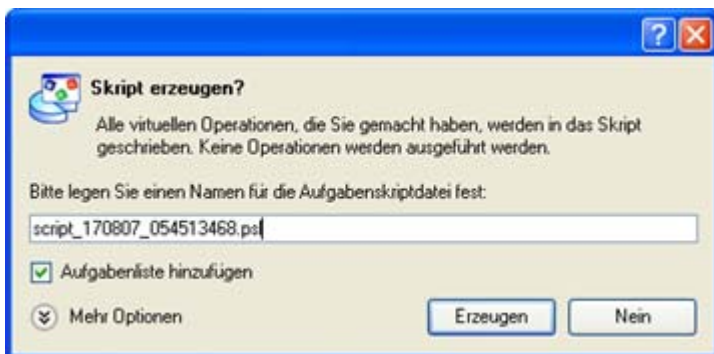 Skript erzeugen?
Alle virtuellen Operationen, die Sie gemacht haben, werden in das Skript
geschrieben. Keine Operationen werden ausgeführt werden.
Bitte legen Sie einen Namen für die Aufgabenskriptdatei fest:
script_170807_054513468.psl
Aufgabenliste hinzufügen
Mehr Optionen
Erzeugen
Nein